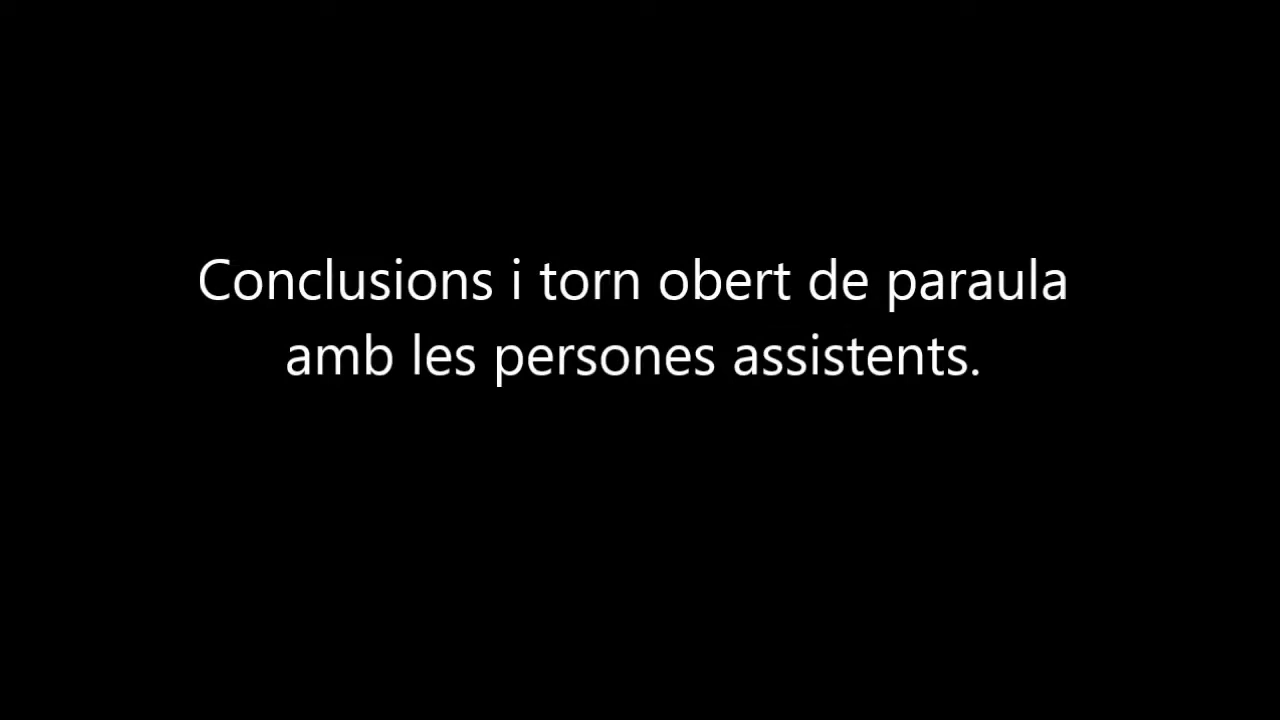 Conclusions i torn obert de paraula
amb les persones assistents.